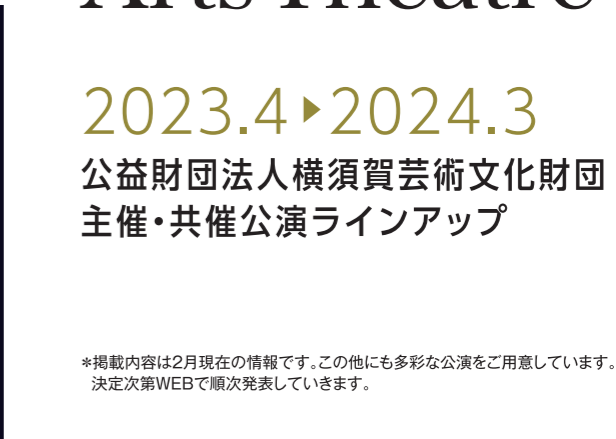 Arts Theatre
2023.4▶2024.3
公益財団法人横須賀芸術文化財団
主催・共催公演ラインアップ
*掲載内容は2月現在の情報です。この他にも多彩な公演をご用意しています。
決定次第WEBで順次発表していきます。